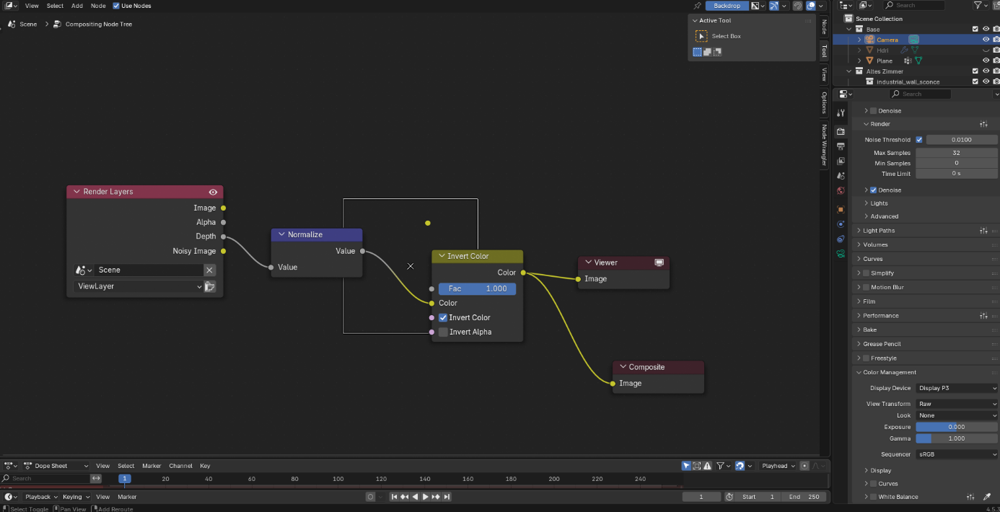 View Select Add Node Use Nodes Backdrop
Scene > Compositing Node Tree
Active Tool
Select Box
Node
Tool
View
Options
Node Wrangler
Render Layers
Image
Alpha
Depth
Noisy Image
Scene
ViewLayer
Normalize
Value
Value
Invert Color
Color
Fac 1.000
Color
Invert Color
Invert Alpha
Viewer
Image
Composite
Image
Dope Sheet View Select Marker Channel Key Playhead
Search 1 20 40 60 80 100 120 140 160 180 200 220 240
Playback Keying View Marker 1 Start 1 End 250
Select Toggle Pan View Add Reroute 4.5.3
Search
Scene Collection
Base
Camera
Hdri
Plane
Altes Zimmer
industrial_wall_sconce
Search
Denoise
Render
Noise Threshold 0.0100
Max Samples 32
Min Samples 0
Time Limit 0 s
Denoise
Lights
Advanced
Light Paths
Volumes
Curves
Simplify
Motion Blur
Film
Performance
Bake
Grease Pencil
Freestyle
Color Management
Display Device Display P3
View Transform Raw
Look None
Exposure 0.000
Gamma 1.000
Sequencer sRGB
Display
Curves
White Balance